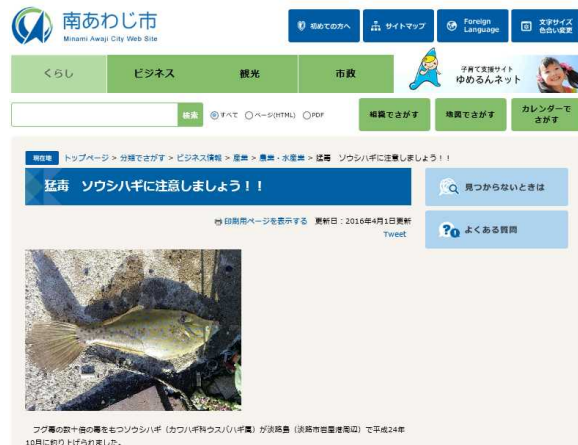 南あわじ市
Minami Awaji City Web Site
初めての方へ
サイトマップ
Foreign
Language
文字サイズ
色合い変更
くらし
ビジネス
観光
市政
子育て支援サイト
ゆめるんネット
検索
すべて ページ(HTML) PDF
組織でさがす
地図でさがす
カレンダーで
さがす
現在地 トップページ > 分類でさがす > ビジネス情報 > 産業 > 農業・水産業 > 猛毒 ソウシハギに注意しましょう！！
猛毒 ソウシハギに注意しましょう！！
見つからないときは
印刷用ページを表示する 更新日：2016年4月1日更新
Tweet
よくある質問
フグ毒の数十倍の毒をもつソウシハギ（カワハギ科ウスバハギ属）が淡路島（淡路市岩屋港周辺）で平成24年
10月に釣り上げられました。